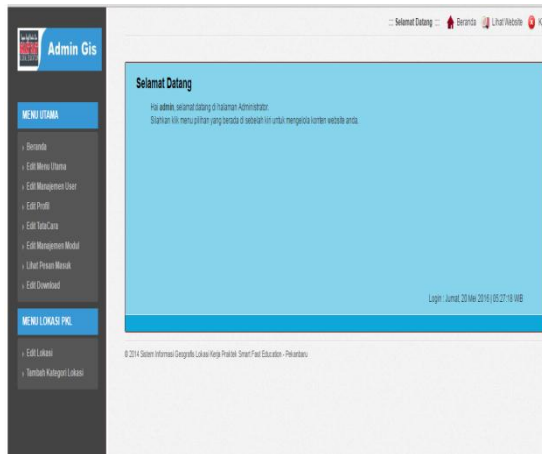 ::: Selamat Datang ::: Beranda Lihat Website K
Admin Gis
MENU UTAMA
› Beranda
› Edit Menu Utama
› Edit Manajemen User
› Edit Profil
› Edit TataCara
› Edit Manajemen Modul
› Lihat Pesan Masuk
› Edit Download
MENU LOKASI PKL
› Edit Lokasi
› Tambah Kategori Lokasi
Selamat Datang
Hai admin, selamat datang di halaman Administrator.
Silahkan klik menu pilihan yang berada di sebelah kiri untuk mengelola konten website anda.
Login : Jumat, 20 Mei 2016 | 05:27:18 WIB
© 2014 Sistem Informasi Geografis Lokasi Kerja Praktek Smart Fast Education - Pekanbaru